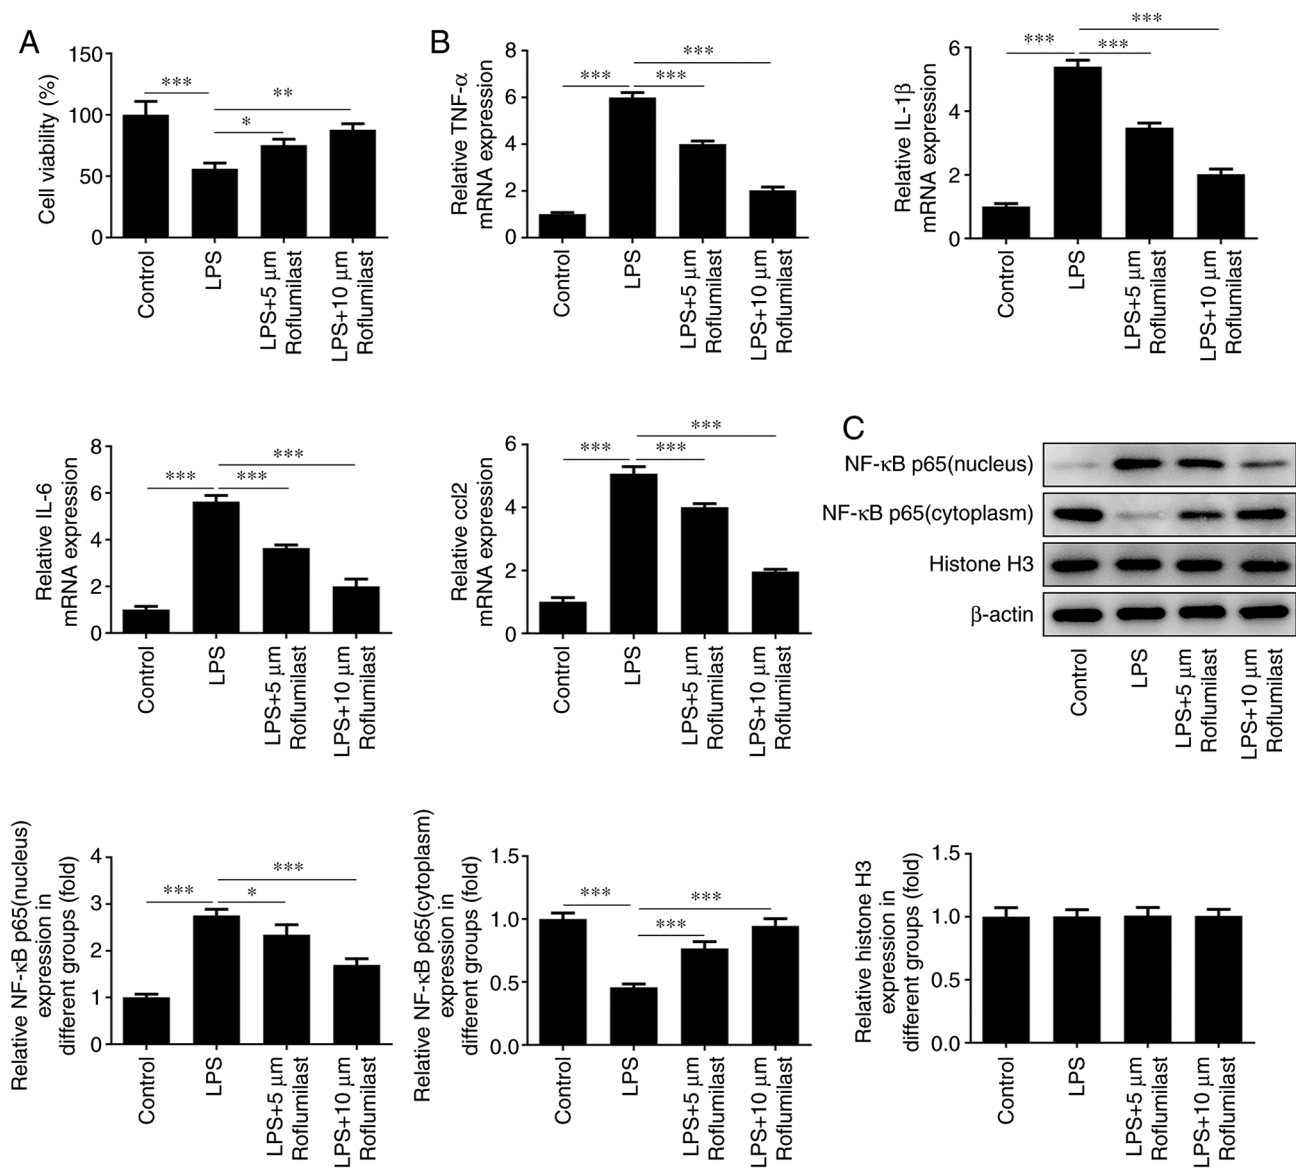 A
Cell viability (%)
150
100
50
0
***
**
*
Control
LPS
LPS+5 μm
Roflumilast
LPS+10 μm
Roflumilast
B
Relative TNF-α
mRNA expression
8
6
4
2
0
***
***
***
Control
LPS
LPS+5 μm
Roflumilast
LPS+10 μm
Roflumilast
Relative IL-1β
mRNA expression
6
4
2
0
***
***
***
Control
LPS
LPS+5 μm
Roflumilast
LPS+10 μm
Roflumilast
Relative IL-6
mRNA expression
8
6
4
2
0
***
***
***
Control
LPS
LPS+5 μm
Roflumilast
LPS+10 μm
Roflumilast
Relative ccl2
mRNA expression
6
4
2
0
***
***
***
Control
LPS
LPS+5 μm
Roflumilast
LPS+10 μm
Roflumilast
C
NF-κB p65(nucleus)
NF-κB p65(cytoplasm)
Histone H3
β-actin
Control
LPS
LPS+5 μm
Roflumilast
LPS+10 μm
Roflumilast
Relative NF-κB p65(nucleus)
expression in
different groups (fold)
4
3
2
1
0
***
***
*
Control
LPS
LPS+5 μm
Roflumilast
LPS+10 μm
Roflumilast
Relative NF-κB p65(cytoplasm)
expression in
different groups (fold)
1.5
1.0
0.5
0.0
***
***
***
Control
LPS
LPS+5 μm
Roflumilast
LPS+10 μm
Roflumilast
Relative histone H3
expression in
different groups (fold)
1.5
1.0
0.5
0.0
Control
LPS
LPS+5 μm
Roflumilast
LPS+10 μm
Roflumilast